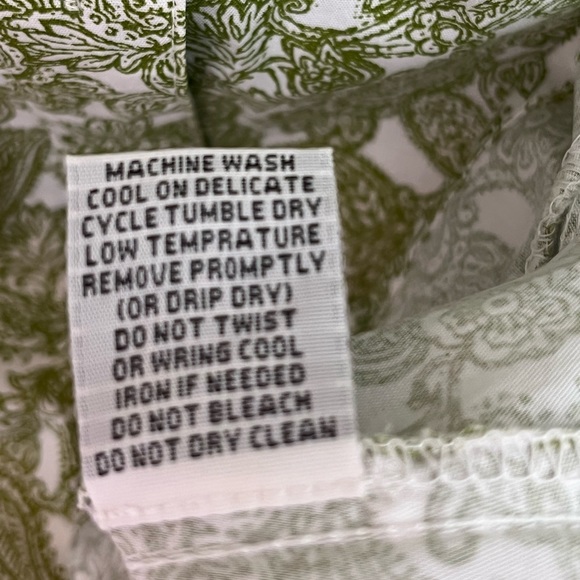 MACHINE WASH
COOL ON DELICATE
CYCLE TUMBLE DRY
LOW TEMPRATURE
REMOVE PROMPTLY
(OR DRIP DRY)
DO NOT TWIST
OR WRING COOL
IRON IF NEEDED
DO NOT BLEACH
DO NOT DRY CLEAN